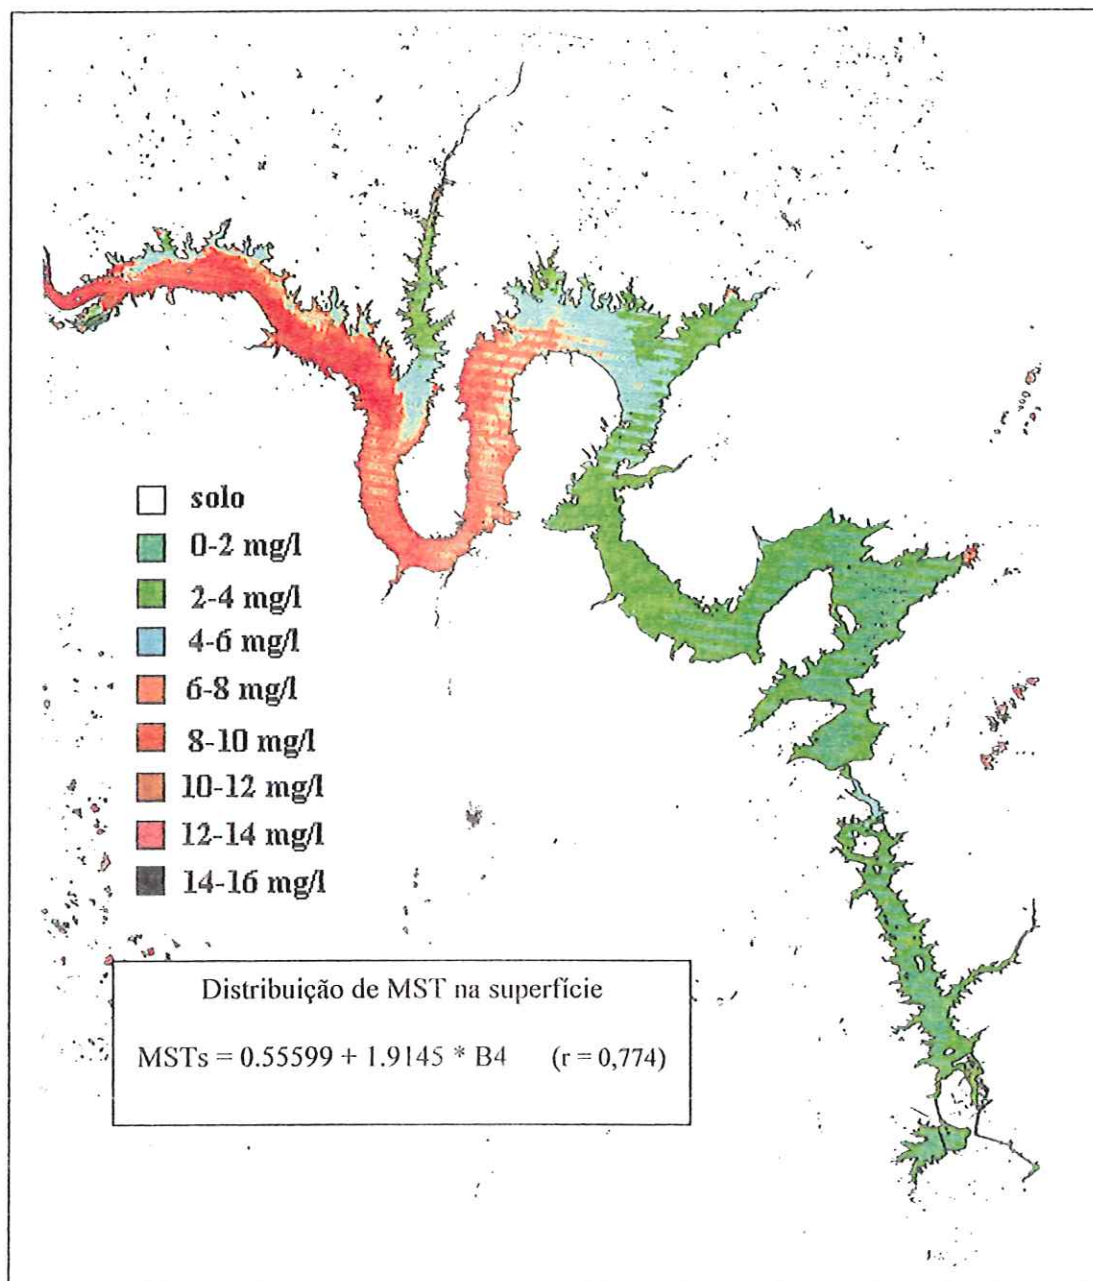 solo
0-2 mg/l
2-4 mg/l
4-6 mg/l
6-8 mg/l
8-10 mg/l
10-12 mg/l
12-14 mg/l
14-16 mg/l
Distribuição de MST na superfície
MSTs = 0.55599 + 1.9145 * B4 (r = 0,774)